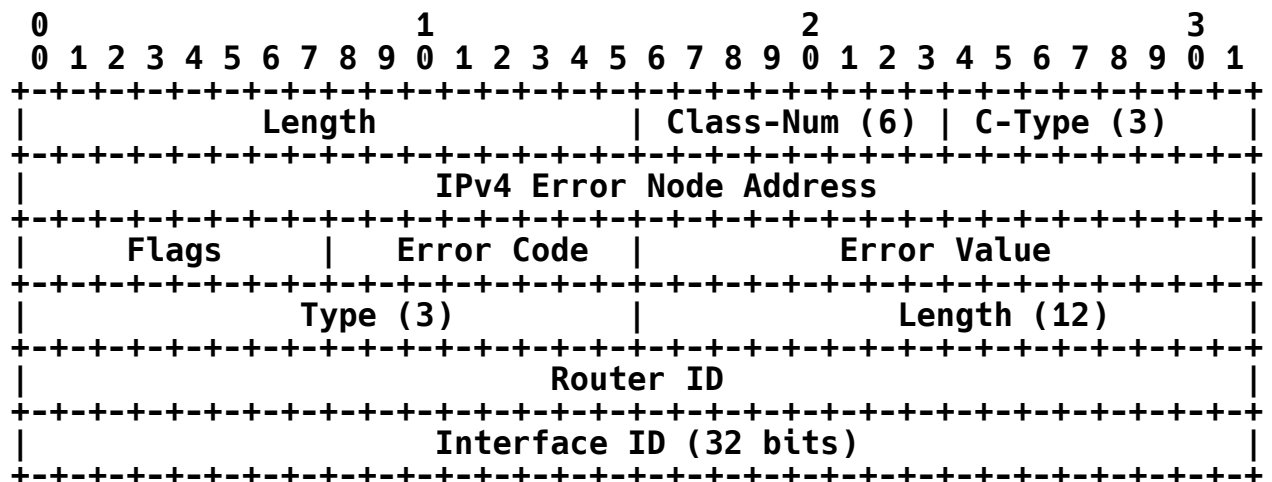 0                   1                   2                   3
0 1 2 3 4 5 6 7 8 9 0 1 2 3 4 5 6 7 8 9 0 1 2 3 4 5 6 7 8 9 0 1
+-+-+-+-+-+-+-+-+-+-+-+-+-+-+-+-+-+-+-+-+-+-+-+-+-+-+-+-+-+-+-+-+
|            Length             | Class-Num (6) | C-Type (3)    |
+-+-+-+-+-+-+-+-+-+-+-+-+-+-+-+-+-+-+-+-+-+-+-+-+-+-+-+-+-+-+-+-+
|                     IPv4 Error Node Address                   |
+-+-+-+-+-+-+-+-+-+-+-+-+-+-+-+-+-+-+-+-+-+-+-+-+-+-+-+-+-+-+-+-+
|     Flags     |   Error Code  |          Error Value          |
+-+-+-+-+-+-+-+-+-+-+-+-+-+-+-+-+-+-+-+-+-+-+-+-+-+-+-+-+-+-+-+-+
|              Type (3)         |             Length (12)       |
+-+-+-+-+-+-+-+-+-+-+-+-+-+-+-+-+-+-+-+-+-+-+-+-+-+-+-+-+-+-+-+-+
|                           Router ID                           |
+-+-+-+-+-+-+-+-+-+-+-+-+-+-+-+-+-+-+-+-+-+-+-+-+-+-+-+-+-+-+-+-+
|                     Interface ID (32 bits)                    |
+-+-+-+-+-+-+-+-+-+-+-+-+-+-+-+-+-+-+-+-+-+-+-+-+-+-+-+-+-+-+-+-+